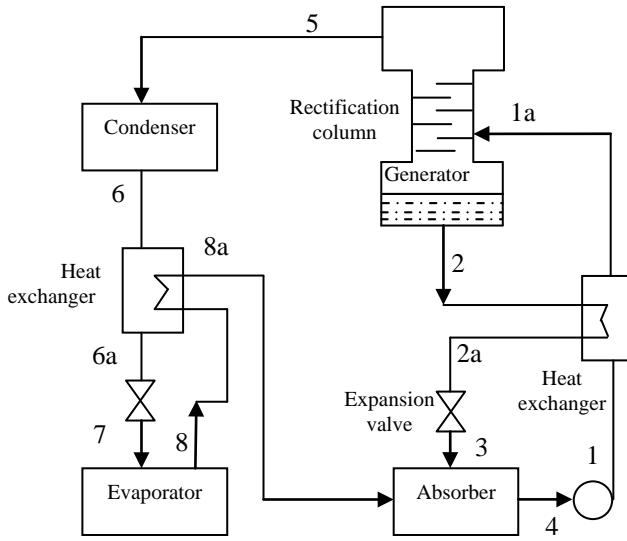 5
Condenser
Rectification
column
1a
Generator
6
8a
2
Heat
exchanger
6a
2a
Heat
exchanger
Expansion
valve
7
8
3
1
Evaporator
Absorber
4